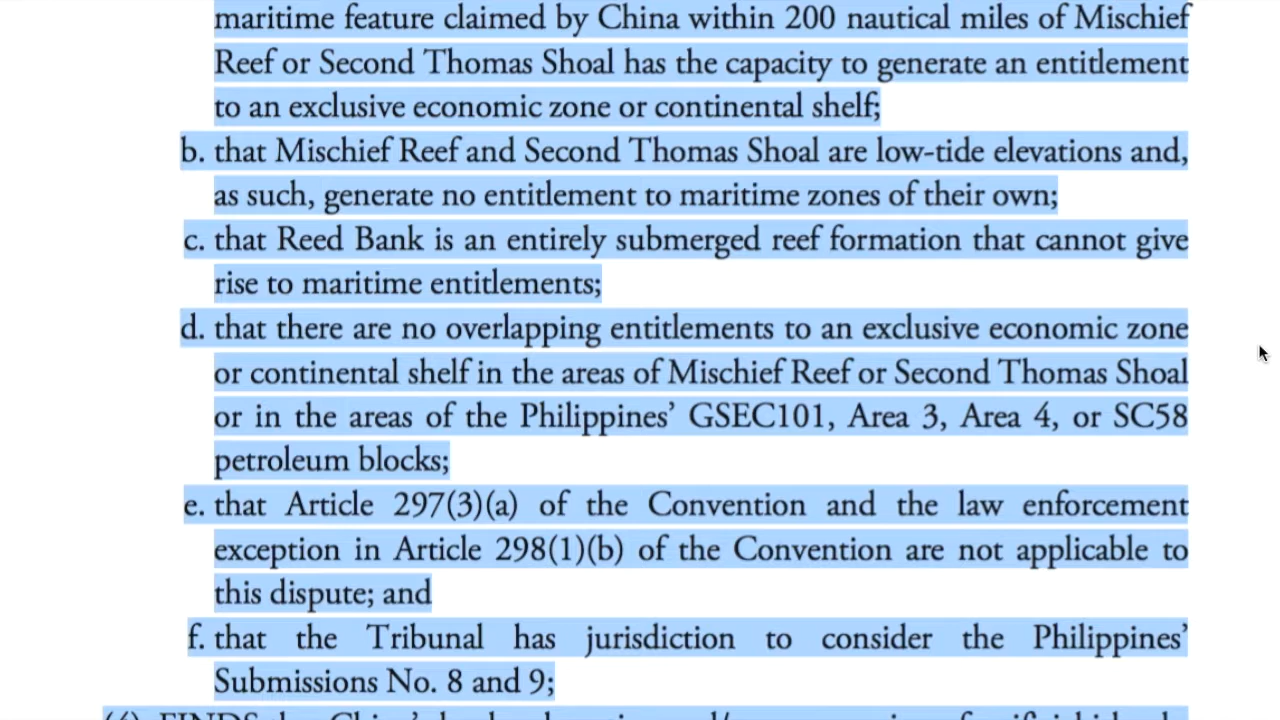 maritime feature claimed by China within 200 nautical miles of Mischief
Reef or Second Thomas Shoal has the capacity to generate an entitlement
to an exclusive economic zone or continental shelf;
b. that Mischief Reef and Second Thomas Shoal are low-tide elevations and,
as such, generate no entitlement to maritime zones of their own;
c. that Reed Bank is an entirely submerged reef formation that cannot give
rise to maritime entitlements;
d. that there are no overlapping entitlements to an exclusive economic zone
or continental shelf in the areas of Mischief Reef or Second Thomas Shoal
or in the areas of the Philippines’ GSEC101, Area 3, Area 4, or SC58
petroleum blocks;
e. that Article 297(3)(a) of the Convention and the law enforcement
exception in Article 298(1)(b) of the Convention are not applicable to
this dispute; and
f. that the Tribunal has jurisdiction to consider the Philippines’
Submissions No. 8 and 9;